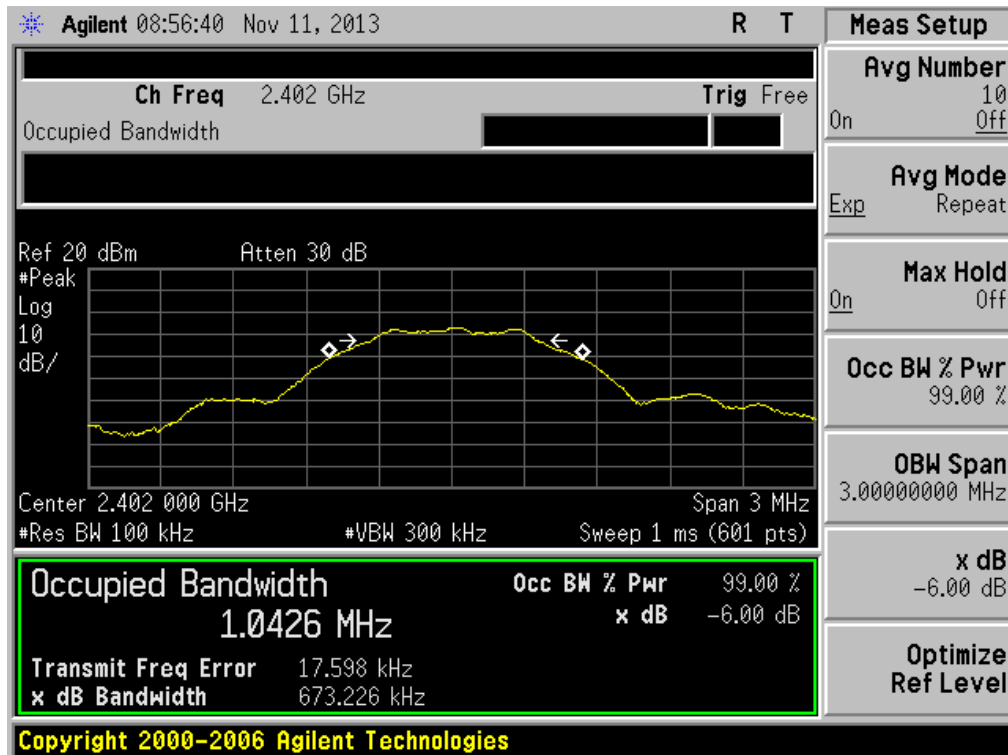 Agilent 08:56:40 Nov 11, 2013 R T
Ch Freq 2.402 GHz Trig Free
Occupied Bandwidth
Ref 20 dBm Atten 30 dB
#Peak
Log
10
dB/
Center 2.402 000 GHz Span 3 MHz
#Res BW 100 kHz #VBW 300 kHz Sweep 1 ms (601 pts)
Occupied Bandwidth
1.0426 MHz
Occ BW % Pwr 99.00 %
x dB -6.00 dB
Transmit Freq Error 17.598 kHz
x dB Bandwidth 673.226 kHz
Meas Setup
Avg Number
10
On Off
Avg Mode
Exp Repeat
Max Hold
On Off
Occ BW % Pwr
99.00 %
OBW Span
3.00000000 MHz
x dB
-6.00 dB
Optimize
Ref Level
Copyright 2000-2006 Agilent Technologies